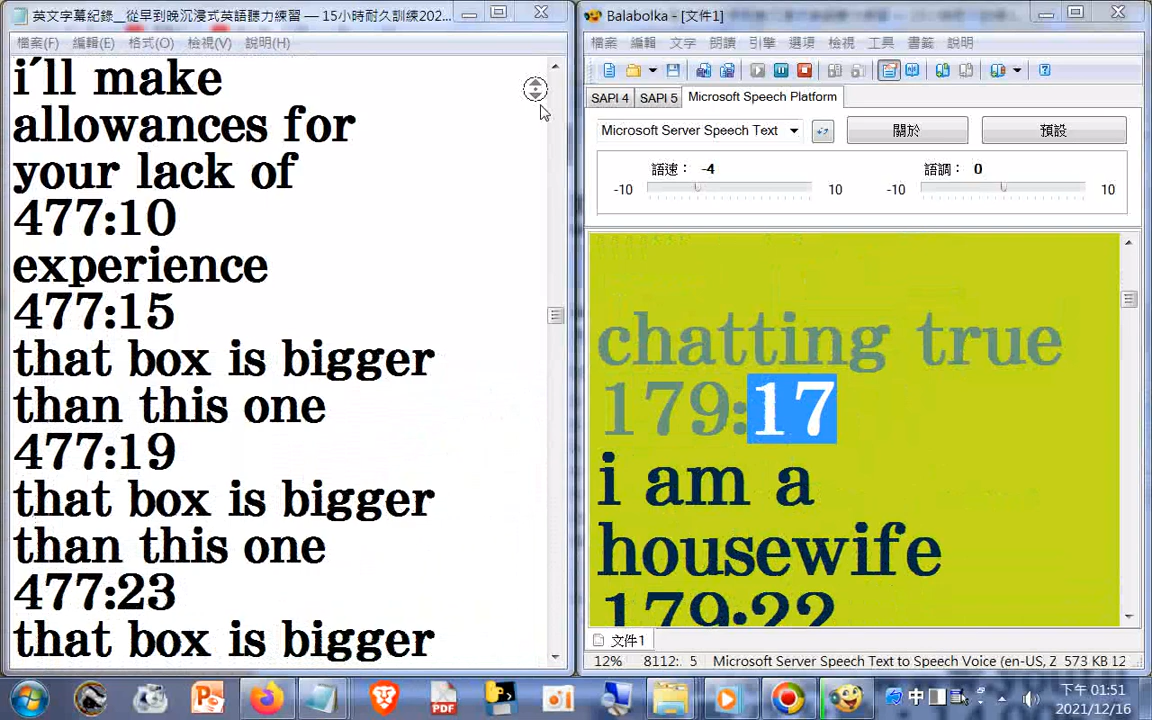 英文字幕紀錄__從早到晚沉浸式英語聽力練習 — 15小時耐久訓練202...
檔案(F) 編輯(E) 格式(O) 檢視(V) 說明(H)
i´ll make
allowances for
your lack of
477:10
experience
477:15
that box is bigger
than this one
477:19
that box is bigger
than this one
477:23
that box is bigger
Balabolka - [文件1]
檔案 編輯 文字 朗讀 引擎 選項 檢視 工具 書籤 說明
SAPI 4 SAPI 5 Microsoft Speech Platform
Microsoft Server Speech Text 關於 預設
語速： -4 語調： 0
-10 10 -10 10
chatting true
179:17
i am a
housewife
179:22
文件1
12% 8112: 5 Microsoft Server Speech Text to Speech Voice (en-US, Z 573 KB 12
PDF 中 下午 01:51
2021/12/16